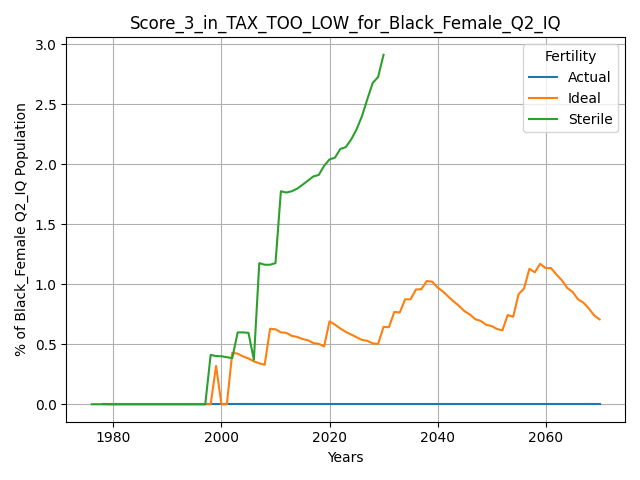 Score_3_in_TAX_TOO_LOW_for_Black_Female_Q2_IQ
% of Black_Female Q2_IQ Population
3.0
2.5
2.0
1.5
1.0
0.5
0.0
Fertility
Actual
Ideal
Sterile
1980 2000 2020 2040 2060
Years